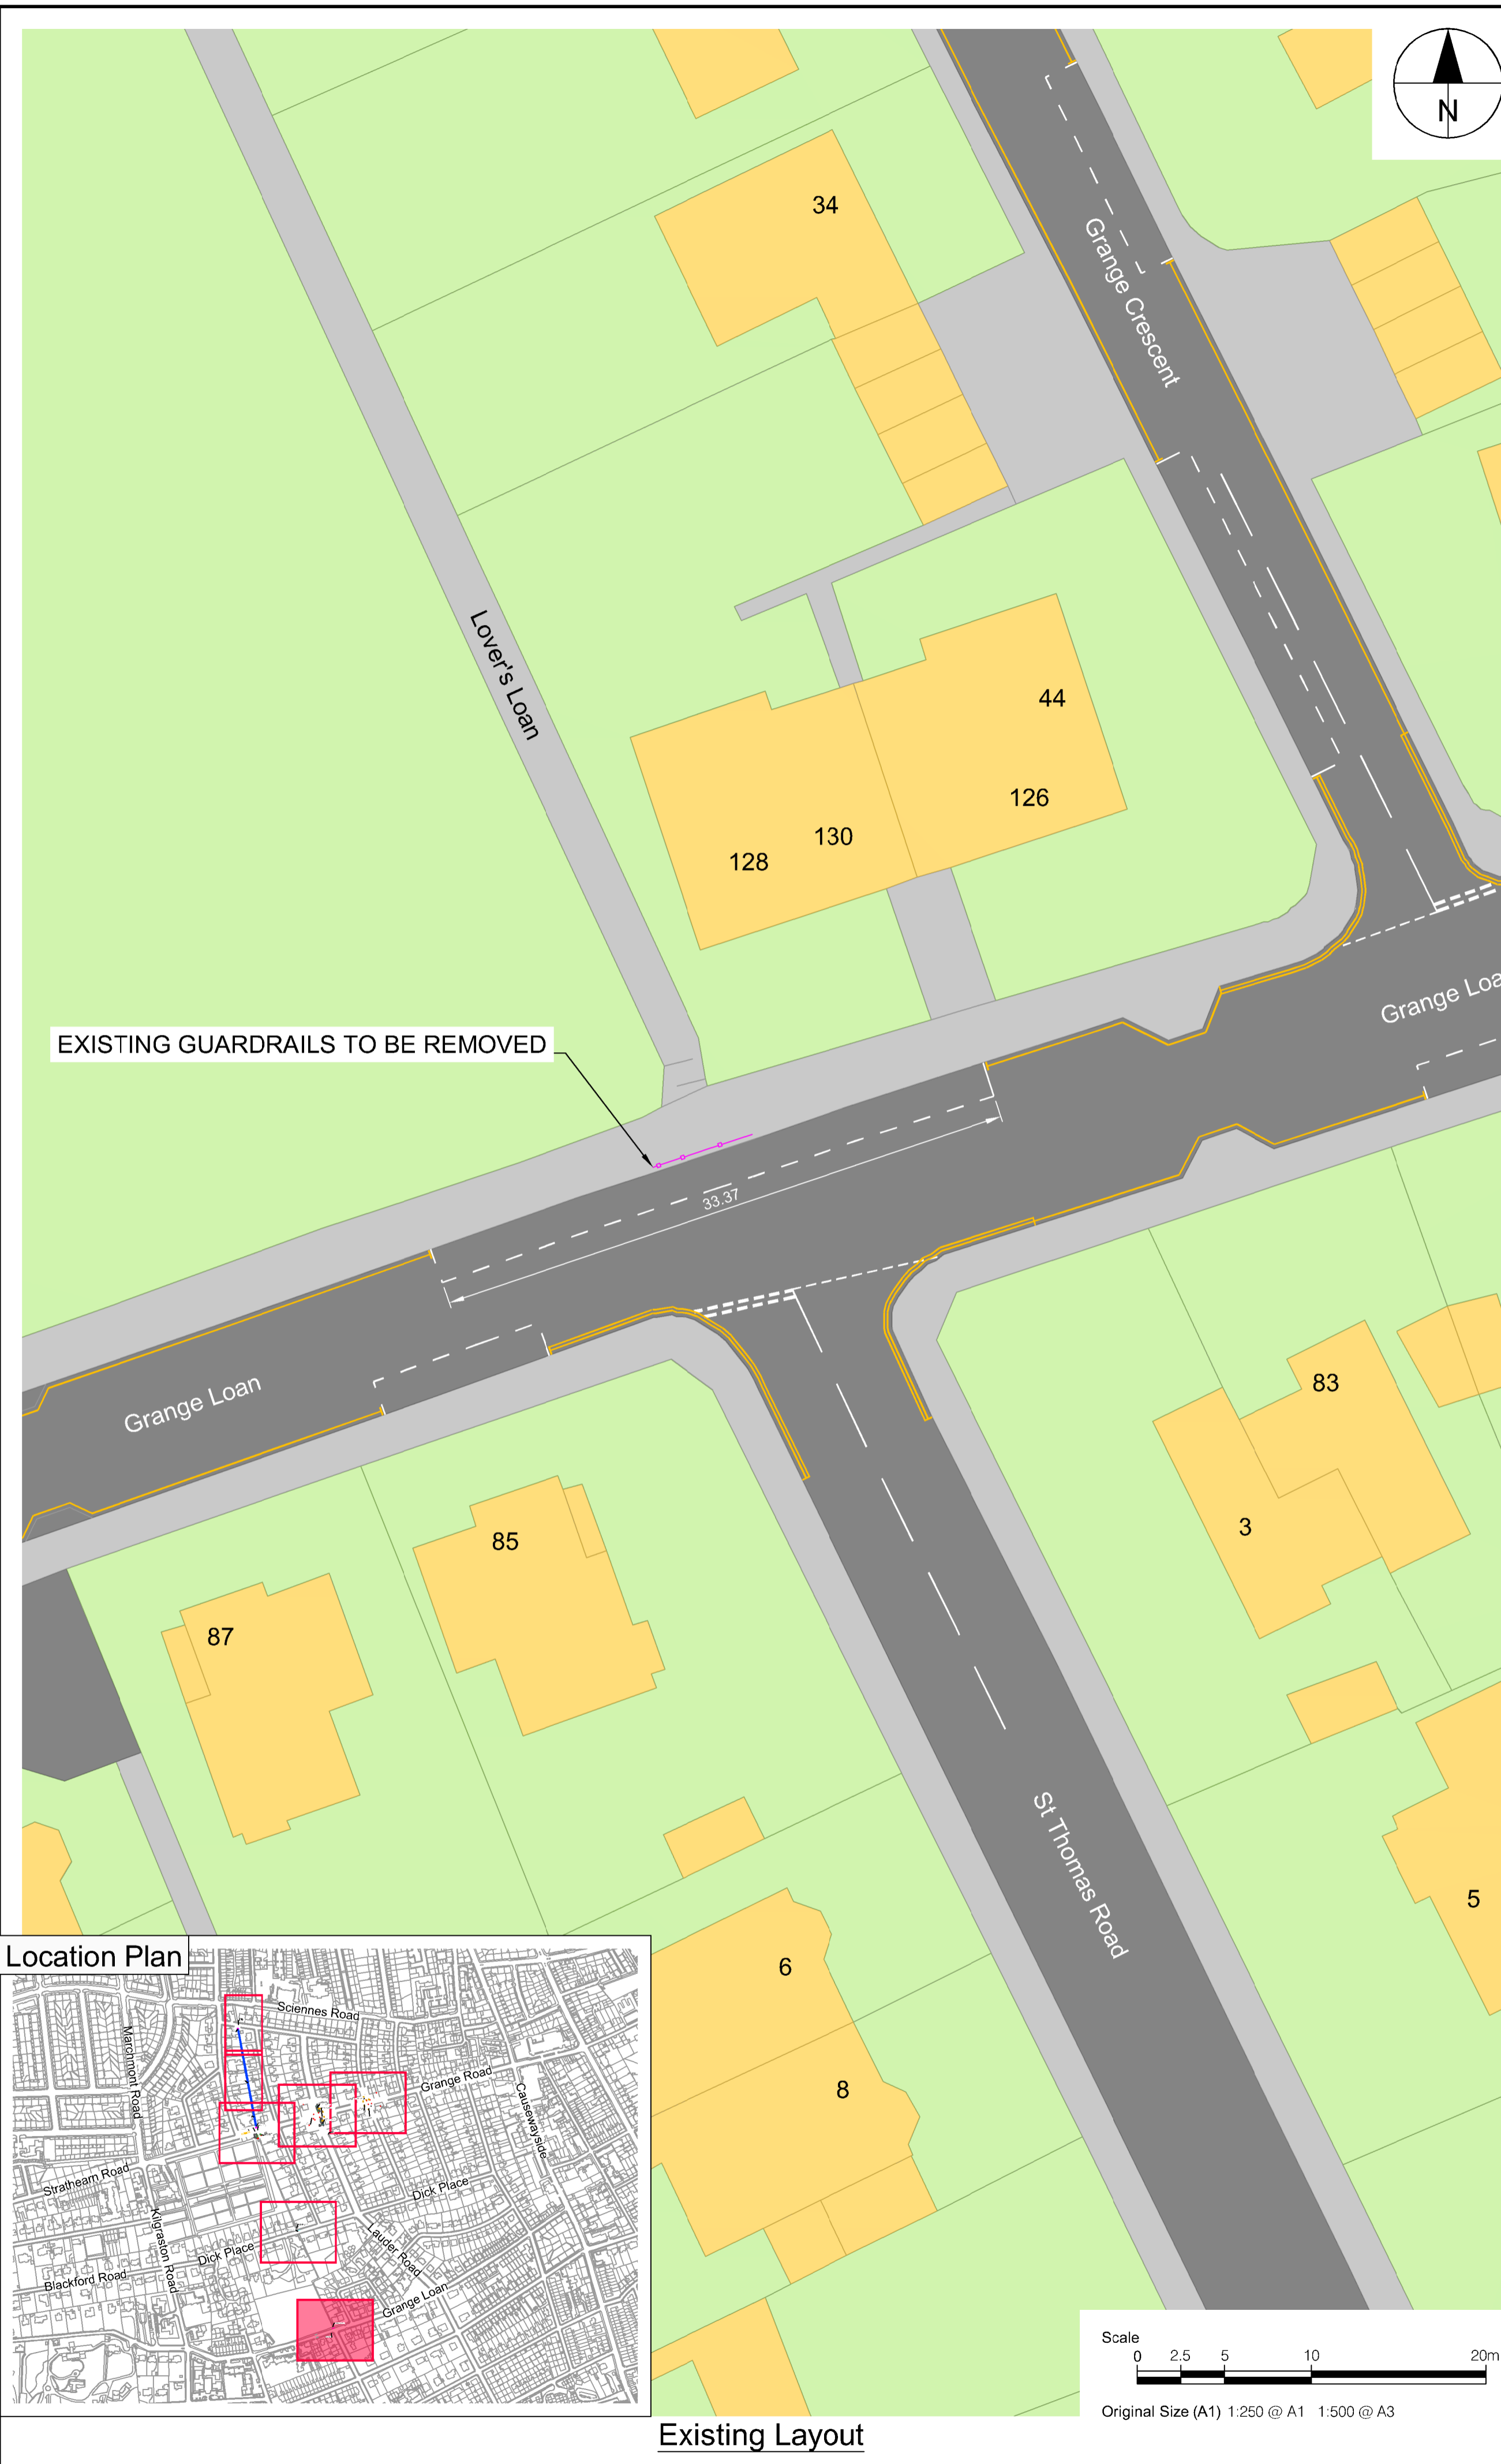 N
34
Grange Crescent
Lover's Loan
44
126
130
128
Grange Loa
EXISTING GUARDRAILS TO BE REMOVED
33.37
Grange Loan
83
3
85
87
St Thomas Road
5
6
8
Location Plan
Sciennes Road
Marchmont Road
Grange Road
Causewayside
Strathearn Road
Dick Place
Kilgraston Road
Lauder Road
Dick Place
Blackford Road
Grange Loan
Scale
0 2.5 5 10 20m
Original Size (A1) 1:250 @ A1 1:500 @ A3
Existing Layout